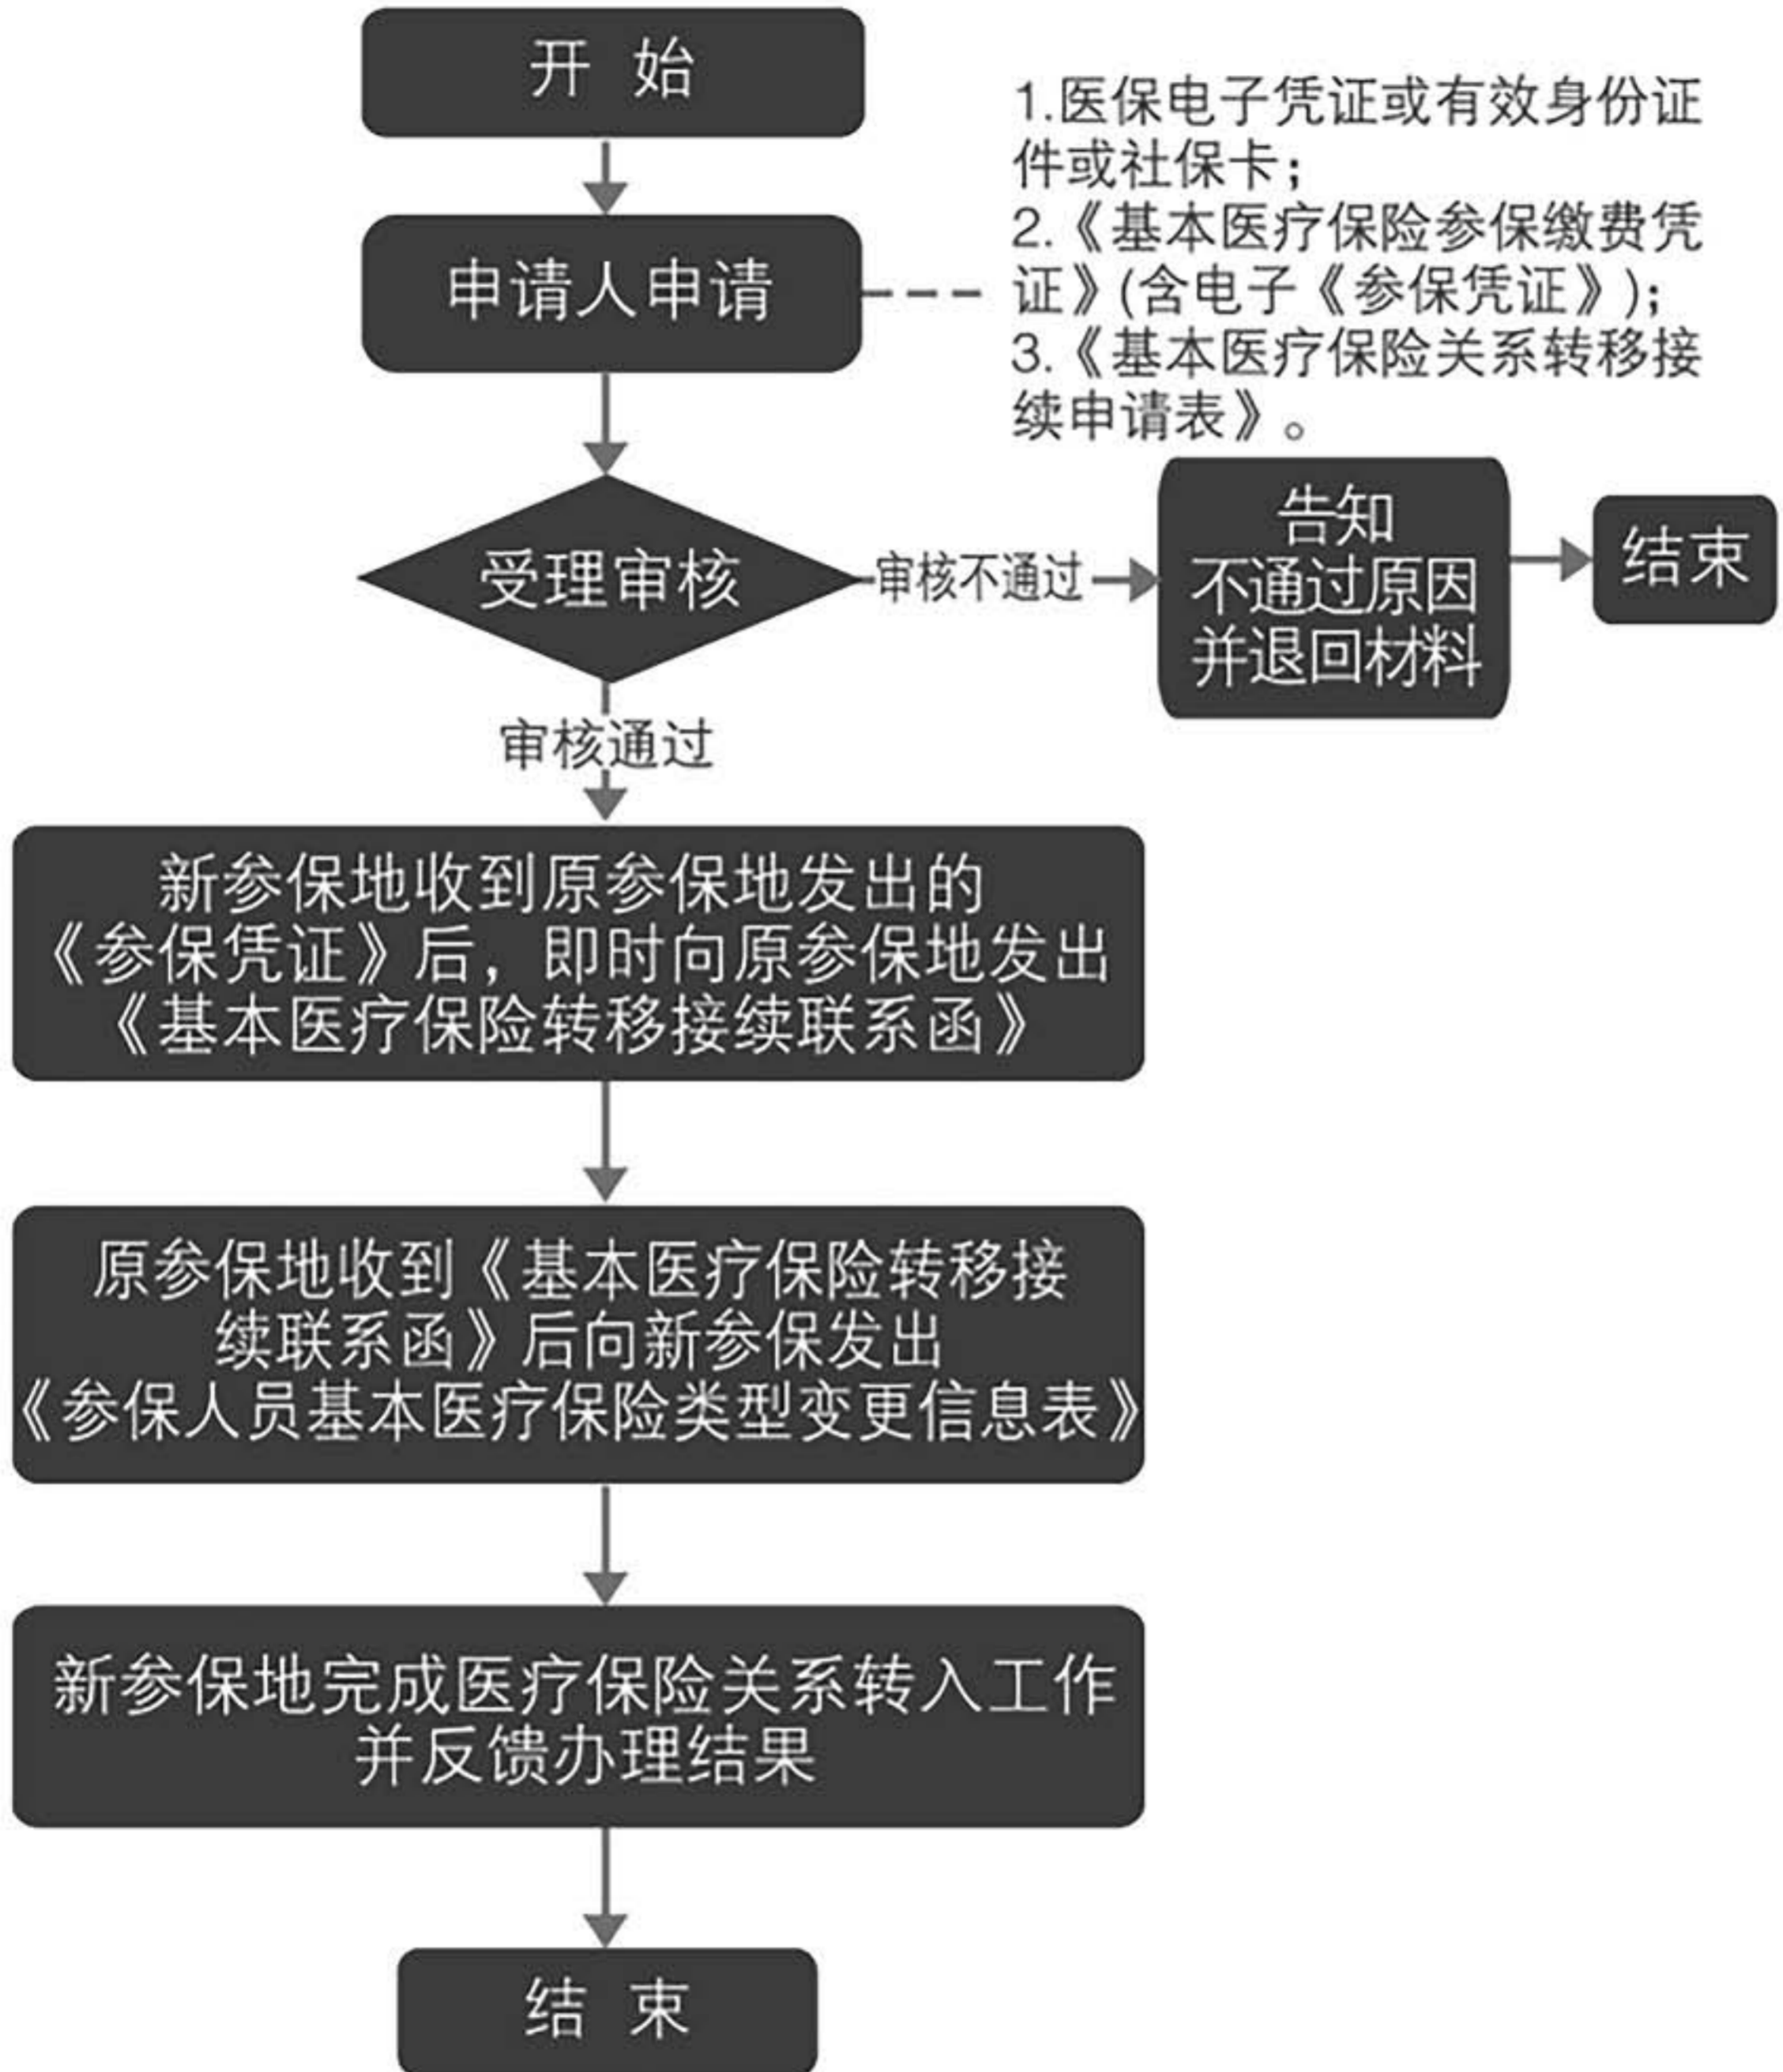 开 始
1.医保电子凭证或有效身份证
件或社保卡；
2.《基本医疗保险参保缴费凭
证》(含电子《参保凭证》)；
3.《基本医疗保险关系转移接
续申请表》。
申请人申请
受理审核
审核不通过
告知
不通过原因
并退回材料
结束
审核通过
新参保地收到原参保地发出的
《参保凭证》后，即时向原参保地发出
《基本医疗保险转移接续联系函》
原参保地收到《基本医疗保险转移接
续联系函》后向新参保发出
《参保人员基本医疗保险类型变更信息表》
新参保地完成医疗保险关系转入工作
并反馈办理结果
结 束